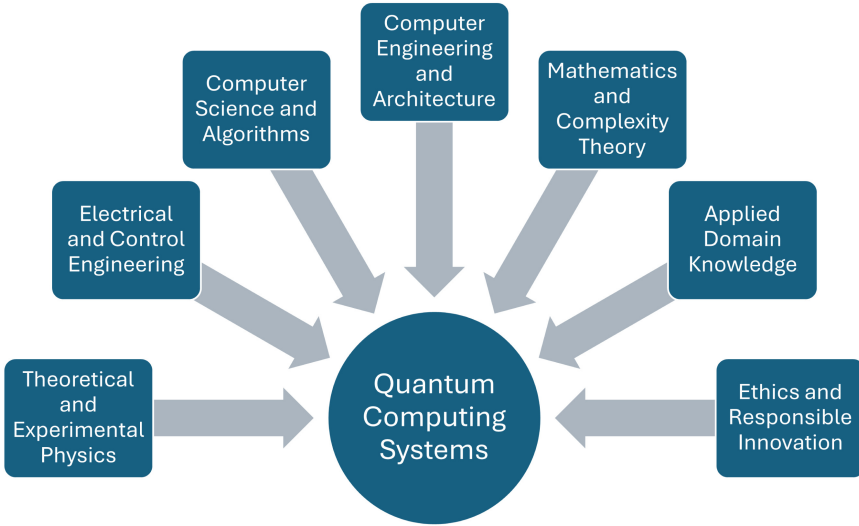 Computer
Engineering
and
Architecture
Computer
Science and
Algorithms
Mathematics
and
Complexity
Theory
Electrical
and Control
Engineering
Applied
Domain
Knowledge
Theoretical
and
Experimental
Physics
Quantum
Computing
Systems
Ethics and
Responsible
Innovation